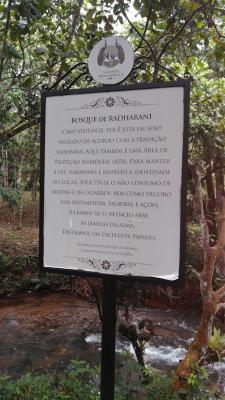 BOSQUE DE RADHARANI
CARO VISITANTE, VOCÊ ESTÁ EM SOLO
SAGRADO DE ACORDO COM A TRADIÇÃO
VAISHNAVA. AQUI TAMBÉM É UMA ÁREA DE
PROTEÇÃO AMBIENTAL (APA). PARA MANTER
A PAZ, HARMONIA E RESPEITO À IDENTIDADE
DO LOCAL, SOLICITA-SE O NÃO CONSUMO DE
BEBIDAS E DE CIGARROS, BEM COMO DECORO
NAS VESTIMENTAS, PALAVRAS E AÇÕES.
E LEMBRE-SE: O SILÊNCIO ABRE
AS JANELAS DA ALMA.
DESEJAMOS UM EXCELENTE PASSEIO.